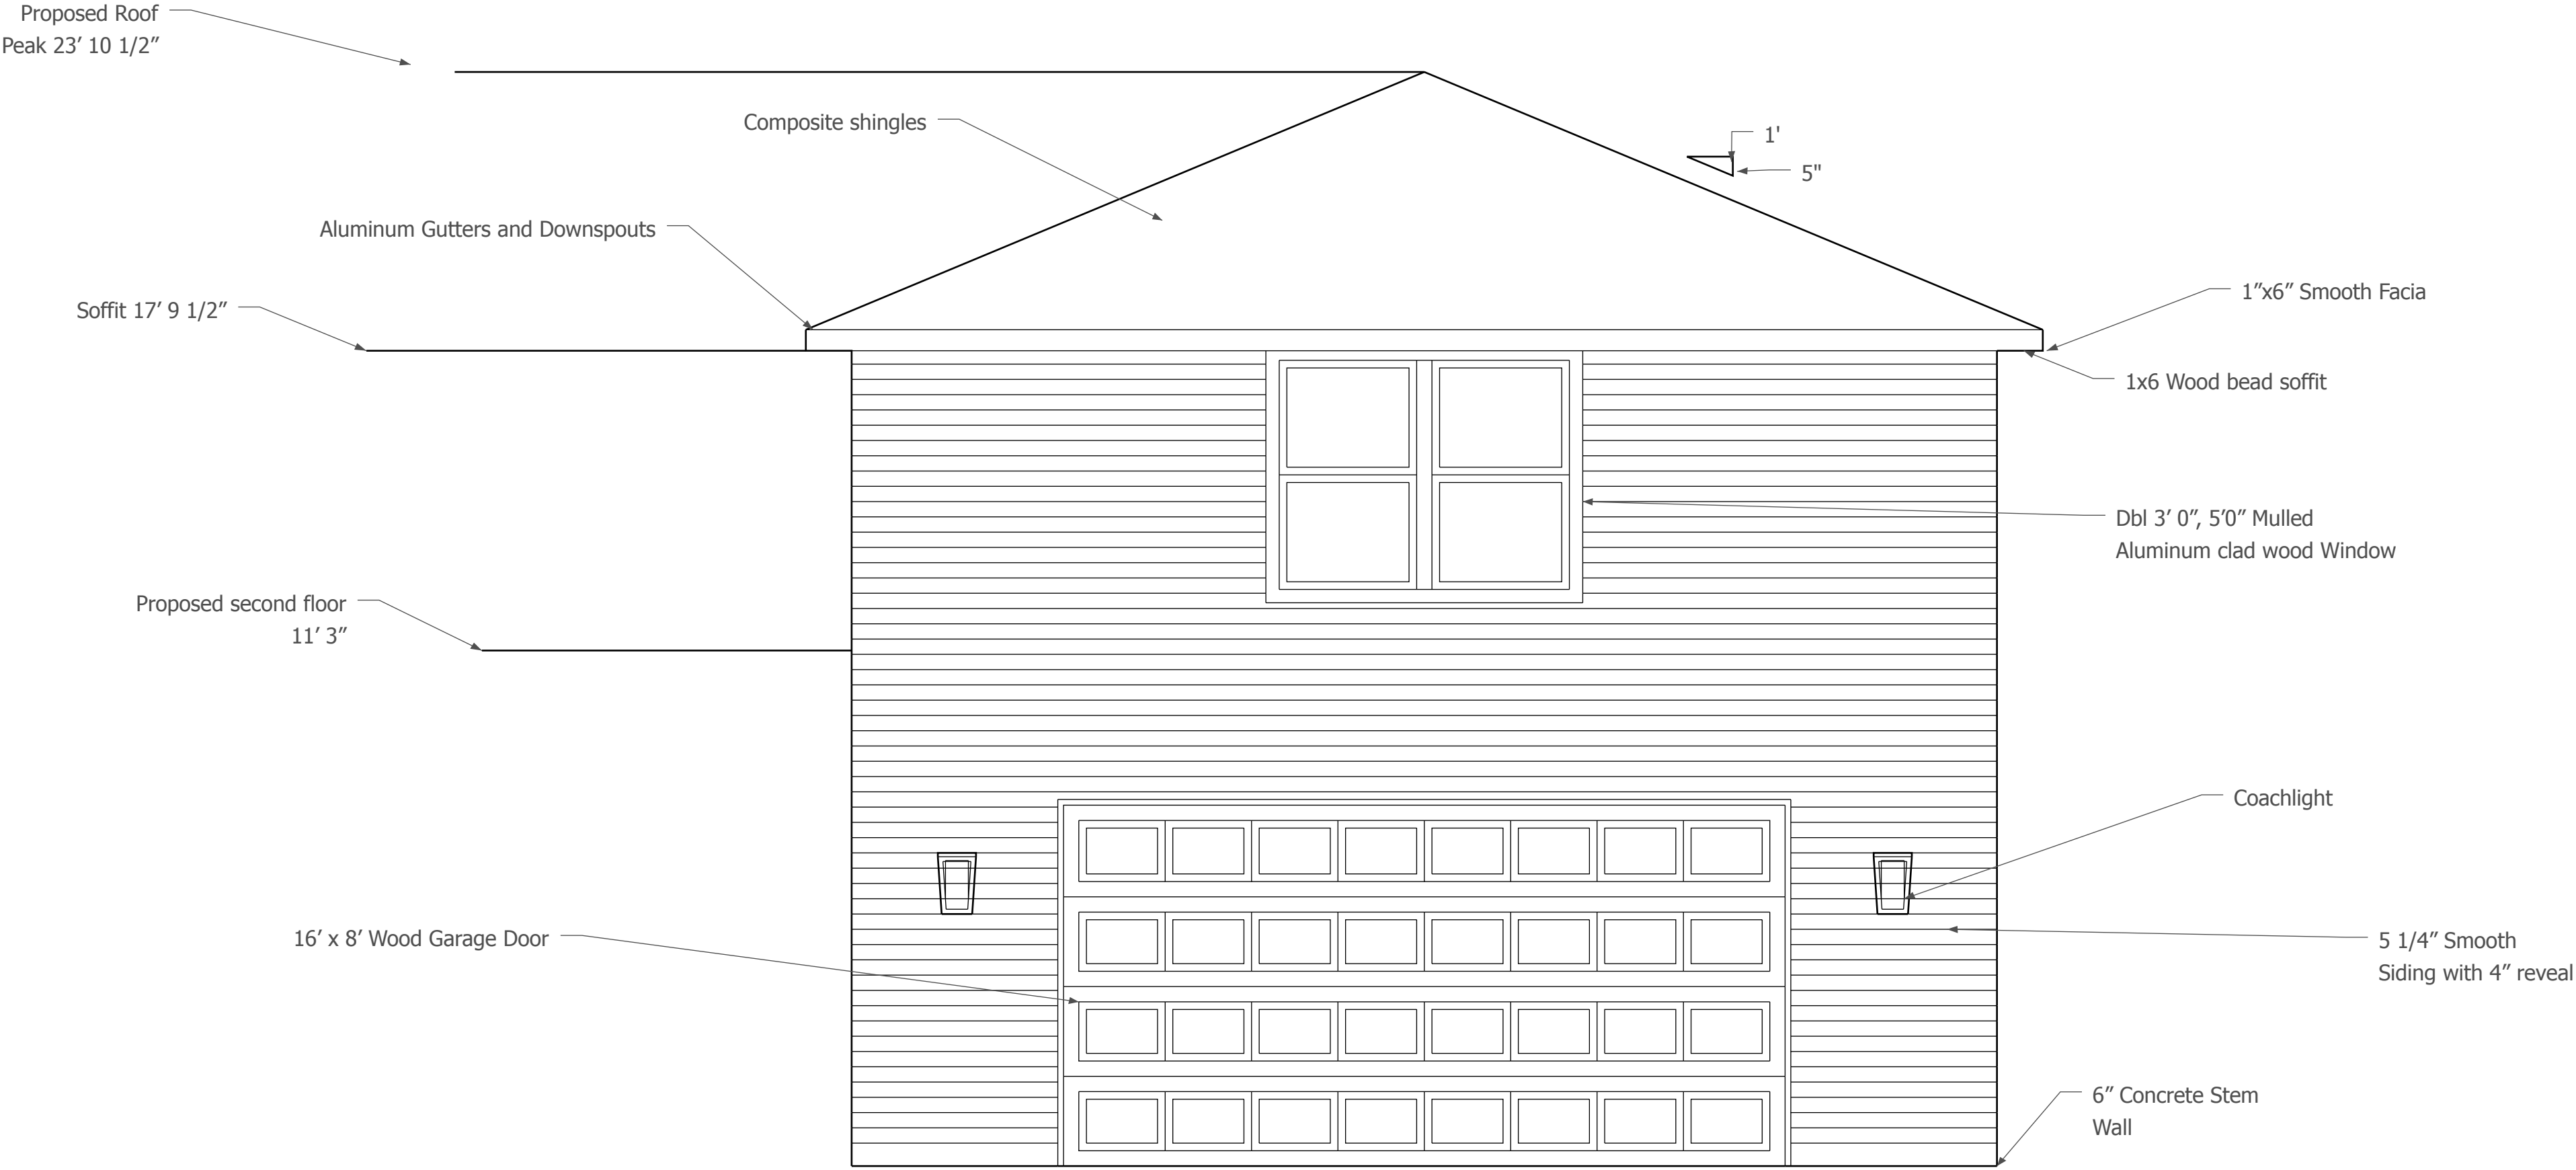 Proposed Roof
Peak 23′ 10 1/2″
Composite shingles
1'
5"
Aluminum Gutters and Downspouts
Soffit 17′ 9 1/2″
1″x6″ Smooth Facia
1x6 Wood bead soffit
Dbl 3′ 0″, 5′0″ Mulled
Aluminum clad wood Window
Proposed second floor
11′ 3″
Coachlight
16′ x 8′ Wood Garage Door
5 1/4″ Smooth
Siding with 4″ reveal
6″ Concrete Stem
Wall